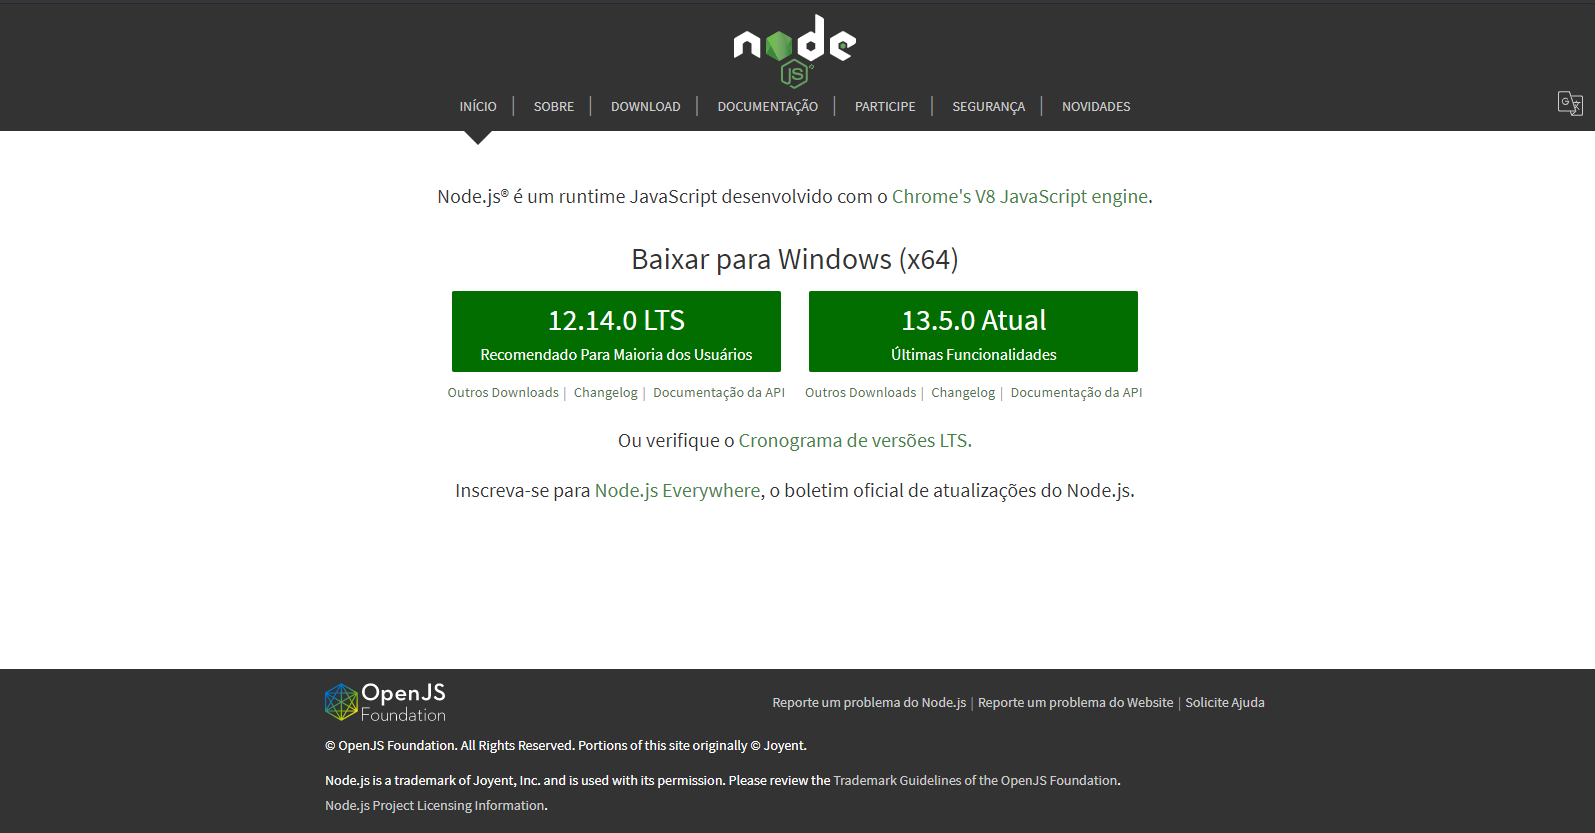 node
JS
INÍCIO | SOBRE | DOWNLOAD | DOCUMENTAÇÃO | PARTICIPE | SEGURANÇA | NOVIDADES
Node.js® é um runtime JavaScript desenvolvido com o Chrome's V8 JavaScript engine.
Baixar para Windows (x64)
12.14.0 LTS
Recomendado Para Maioria dos Usuários
13.5.0 Atual
Últimas Funcionalidades
Outros Downloads | Changelog | Documentação da API
Outros Downloads | Changelog | Documentação da API
Ou verifique o Cronograma de versões LTS.
Inscreva-se para Node.js Everywhere, o boletim oficial de atualizações do Node.js.
OpenJS
Foundation
Reporte um problema do Node.js | Reporte um problema do Website | Solicite Ajuda
© OpenJS Foundation. All Rights Reserved. Portions of this site originally © Joyent.
Node.js is a trademark of Joyent, Inc. and is used with its permission. Please review the Trademark Guidelines of the OpenJS Foundation.
Node.js Project Licensing Information.